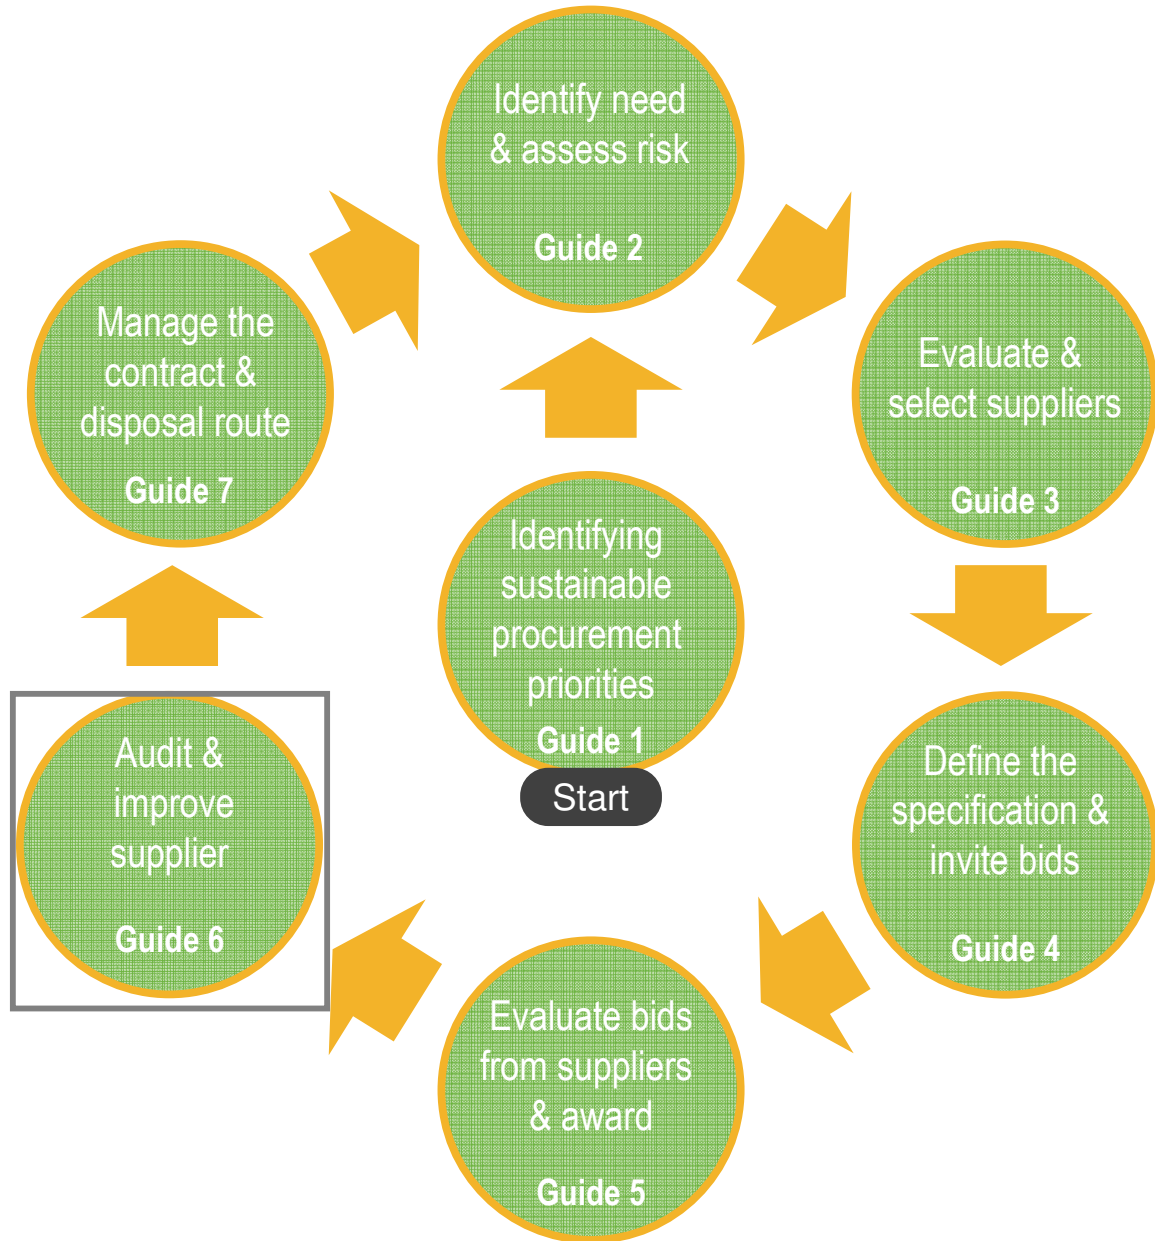 Identify need
& assess risk
Guide 2
Manage the
contract &
disposal route
Guide 7
Evaluate &
select suppliers
Guide 3
Identifying
sustainable
procurement
priorities
Guide 1
Start
Audit &
improve
supplier
Guide 6
Define the
specification &
invite bids
Guide 4
Evaluate bids
from suppliers
& award
Guide 5